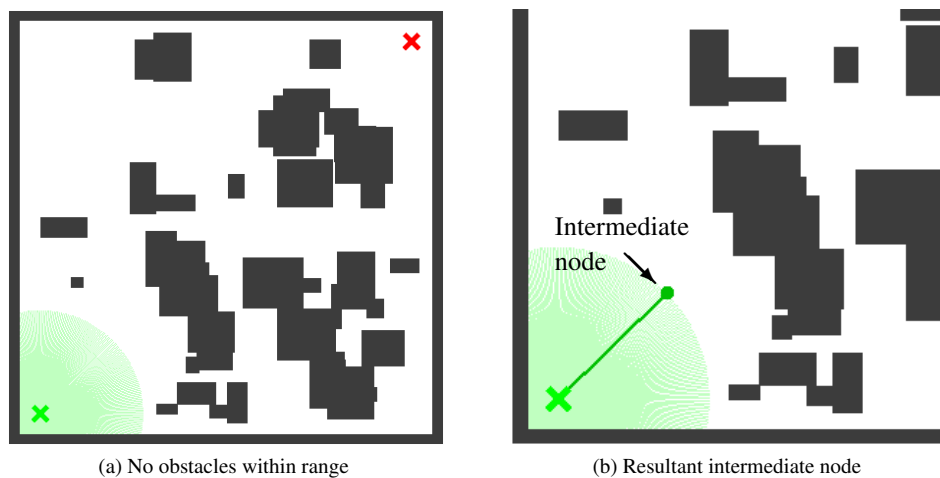 Intermediate
node
(a) No obstacles within range
(b) Resultant intermediate node